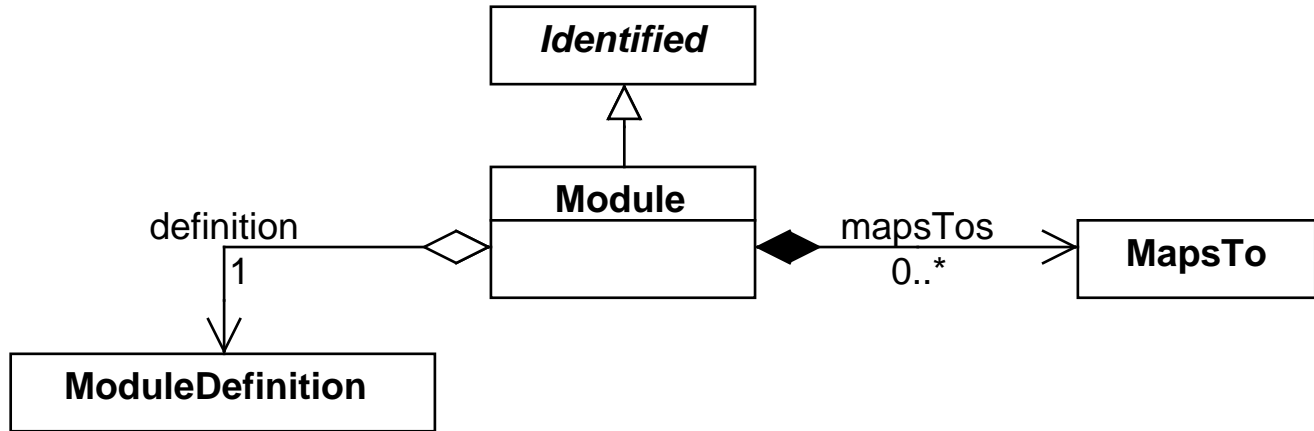 Identified
Module
definition
mapsTos
1
0..*
MapsTo
ModuleDefinition